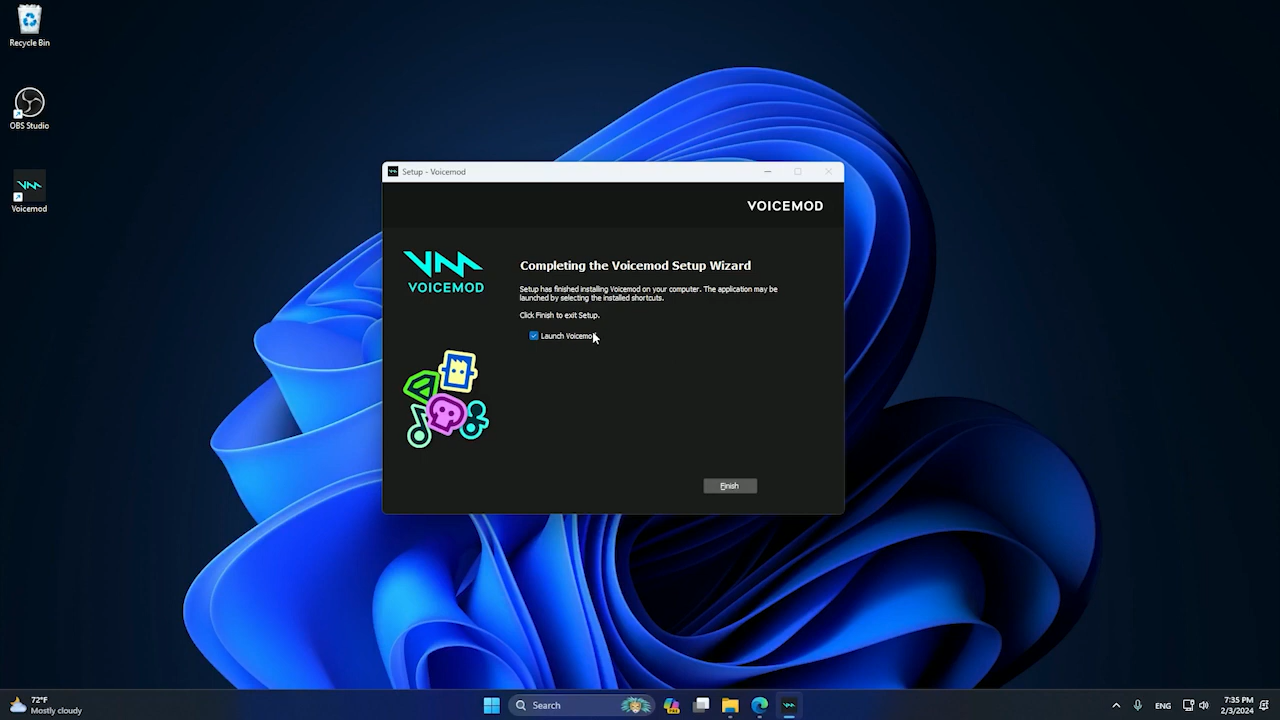 Recycle Bin
OBS Studio
Voicemod
Setup - Voicemod
VOICEMOD
VOICEMOD
Completing the Voicemod Setup Wizard
Setup has finished installing Voicemod on your computer. The application may be
launched by selecting the installed shortcuts.
Click Finish to exit Setup.
Launch Voicemod
Finish
72°F
Mostly cloudy
Search
ENG
7:35 PM
2/3/2024